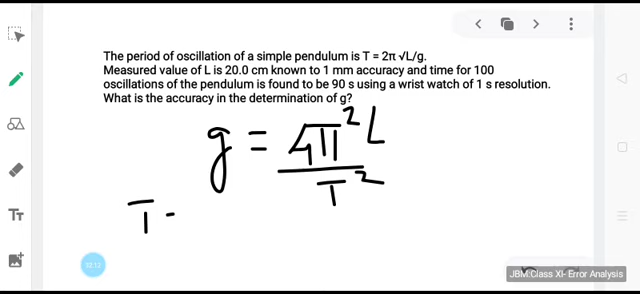 The period of oscillation of a simple pendulum is T = 2π √L/g.
Measured value of L is 20.0 cm known to 1 mm accuracy and time for 100
oscillations of the pendulum is found to be 90 s using a wrist watch of 1 s resolution.
What is the accuracy in the determination of g?
g = 4π²L
T²
T =
Tт
JBM:Class XI- Error Analysis